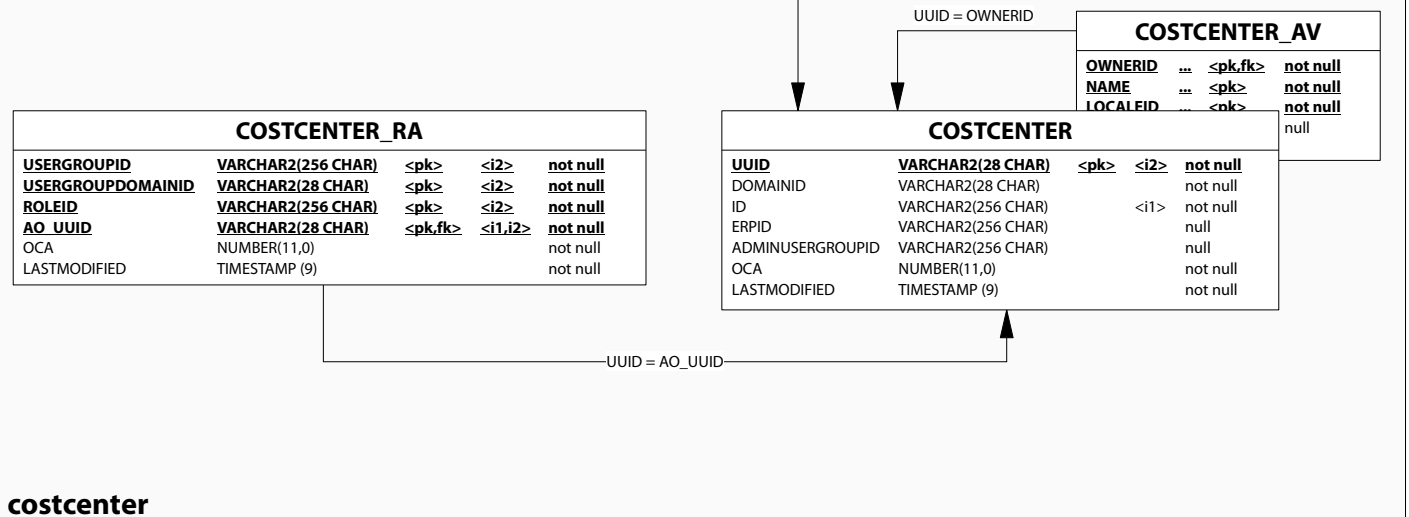 UUID = OWNERID
COSTCENTER_AV
OWNERID ... <pk,fk> not null
NAME ... <pk> not null
LOCALEID ... <pk> not null
null
COSTCENTER_RA
USERGROUPID VARCHAR2(256 CHAR) <pk> <i2> not null
USERGROUPDOMAINID VARCHAR2(28 CHAR) <pk> <i2> not null
ROLEID VARCHAR2(256 CHAR) <pk> <i2> not null
AO_UUID VARCHAR2(28 CHAR) <pk,fk> <i1,i2> not null
OCA NUMBER(11,0) not null
LASTMODIFIED TIMESTAMP (9) not null
COSTCENTER
UUID VARCHAR2(28 CHAR) <pk> <i2> not null
DOMAINID VARCHAR2(28 CHAR) not null
ID VARCHAR2(256 CHAR) <i1> not null
ERPID VARCHAR2(256 CHAR) null
ADMINUSERGROUPID VARCHAR2(256 CHAR) null
OCA NUMBER(11,0) not null
LASTMODIFIED TIMESTAMP (9) not null
UUID = AO_UUID
costcenter